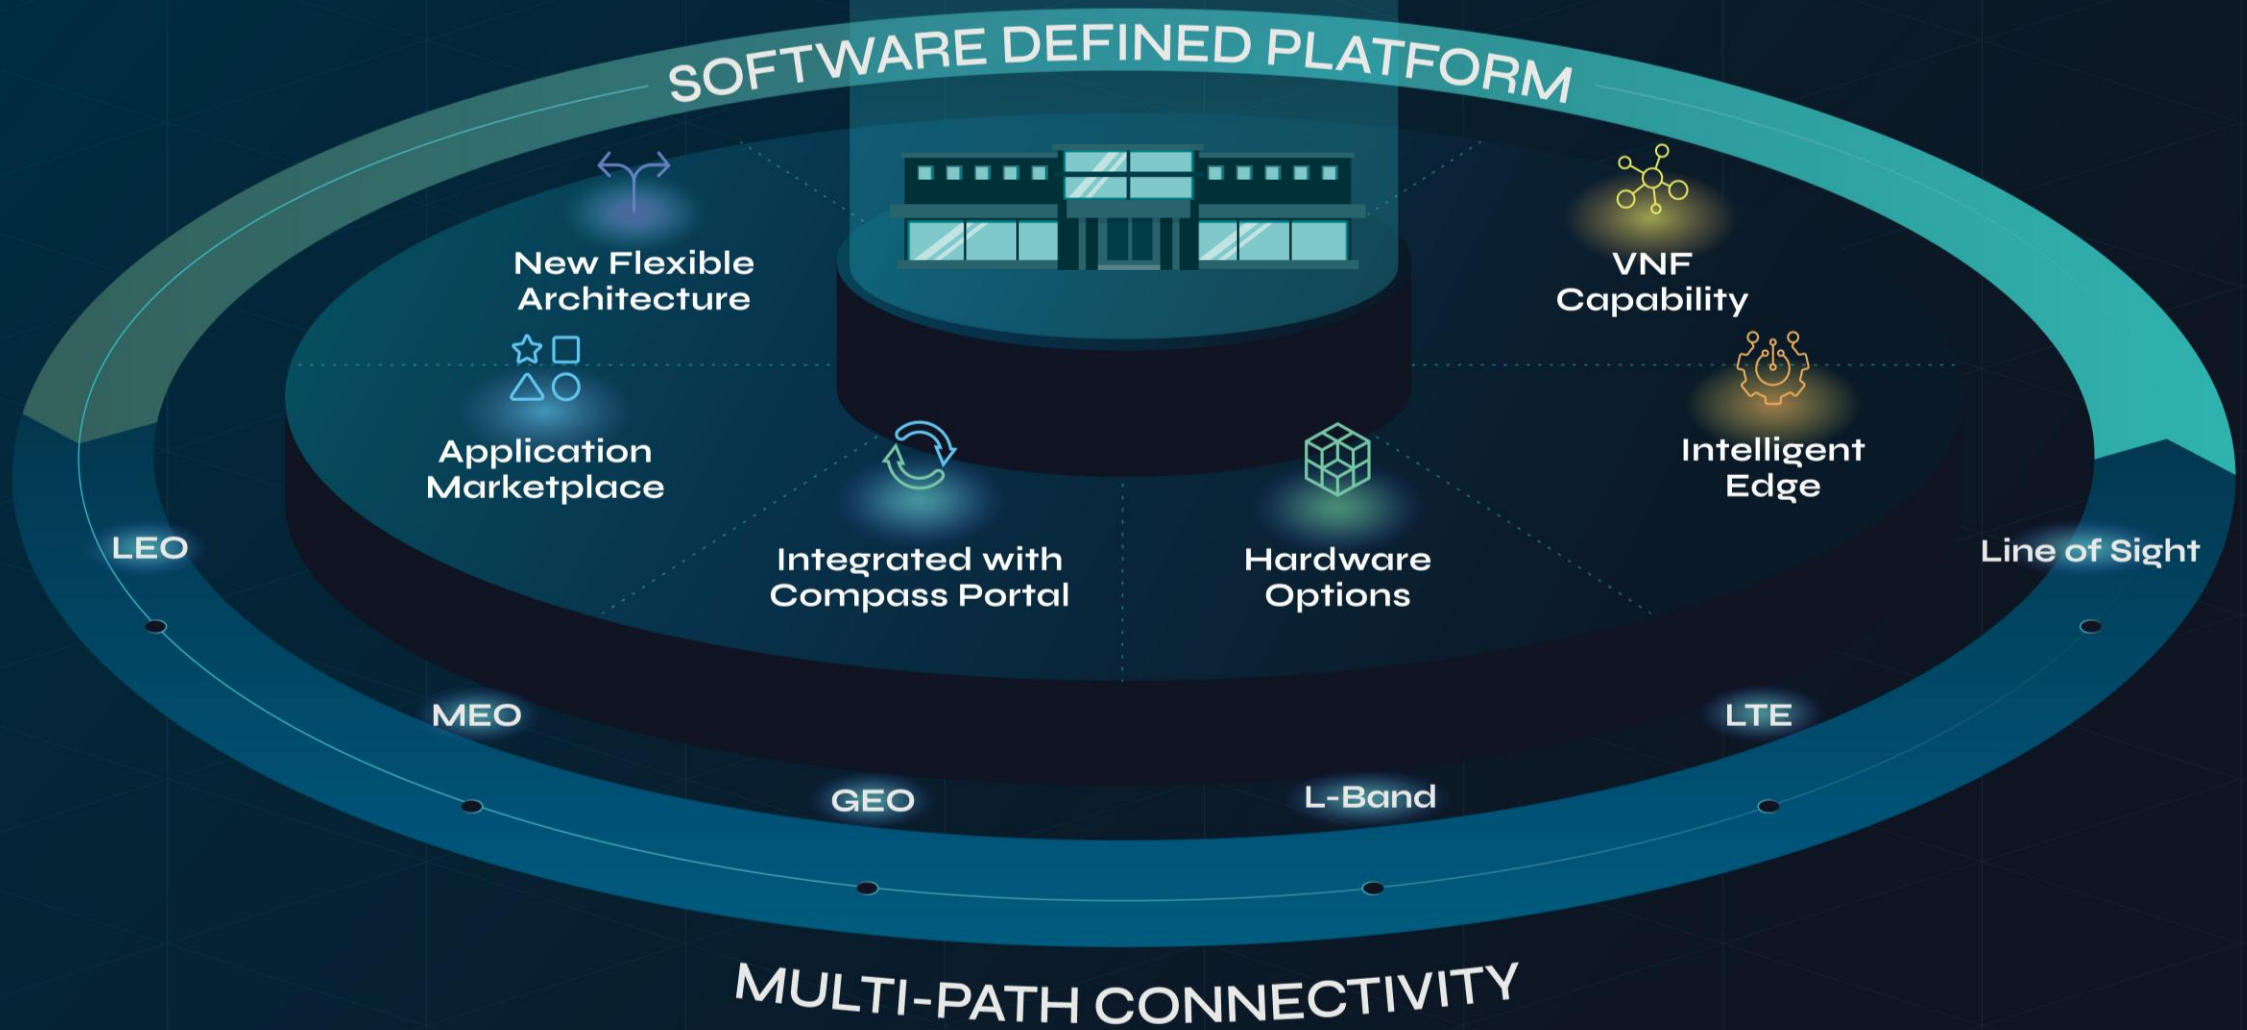 SOFTWARE DEFINED PLATFORM
New Flexible
Architecture
VNF
Capability
Application
Marketplace
Intelligent
Edge
Integrated with
Compass Portal
Hardware
Options
LEO
Line of Sight
MEO
LTE
GEO
L-Band
MULTI-PATH CONNECTIVITY